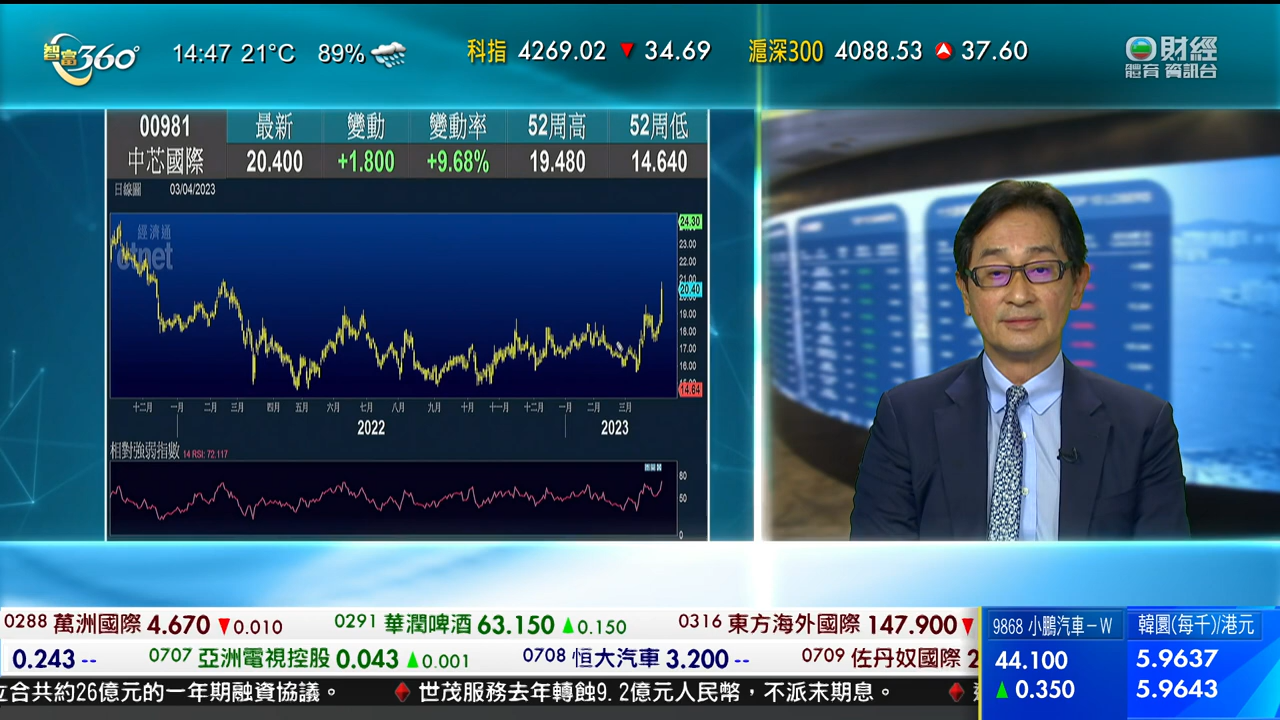 智富360°
14:47 21°C 89%
科指 4269.02 ▼ 34.69
滬深300 4088.53 ▲ 37.60
財經
體育 資訊台
00981 最新 變動 變動率 52周高 52周低
中芯國際 20.400 +1.800 +9.68% 19.480 14.640
日線圖 03/04/2023
經濟通
etnet
24.30
23.00
22.00
21.00
20.40
19.00
18.00
17.00
16.00
14.64
十二月 一月 二月 三月 四月 五月 六月 七月 八月 九月 十月 十一月 十二月 一月 二月 三月
2022 2023
相對強弱指數 14 RSI: 72.117
80
50
0
0288 萬洲國際 4.670 ▼0.010 0291 華潤啤酒 63.150 ▲0.150 0316 東方海外國際 147.900▼
0.243 -- 0707 亞洲電視控股 0.043 ▲0.001 0708 恒大汽車 3.200 -- 0709 佐丹奴國際 2
合共約26億元的一年期融資協議。 世茂服務去年轉蝕9.2億元人民幣，不派末期息。
9868 小鵬汽車－W
44.100
▲ 0.350
韓圜(每千)/港元
5.9637
5.9643